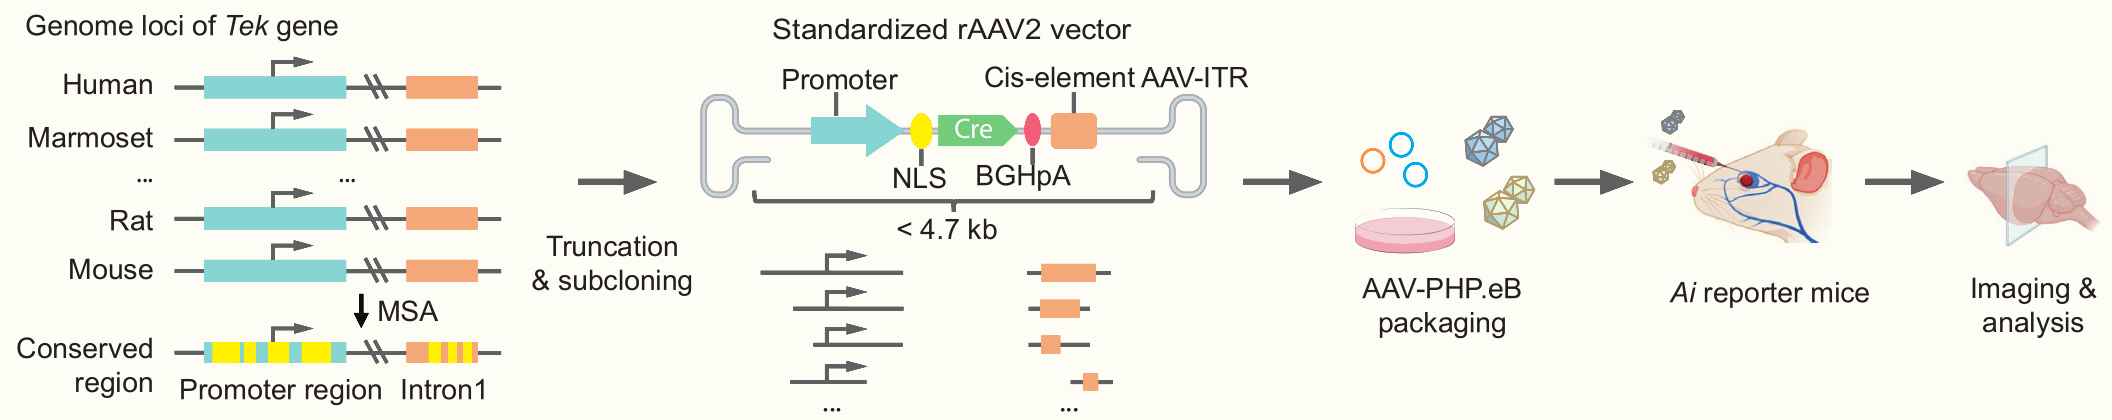 Genome loci of Tek gene
Human
Marmoset
... ...
Rat
Mouse
MSA
Conserved
region
Promoter region
Intron1
Truncation
& subcloning
Standardized rAAV2 vector
Promoter
Cis-element AAV-ITR
Cre
NLS
BGHpA
< 4.7 kb
... ...
AAV-PHP.eB
packaging
Ai reporter mice
Imaging &
analysis